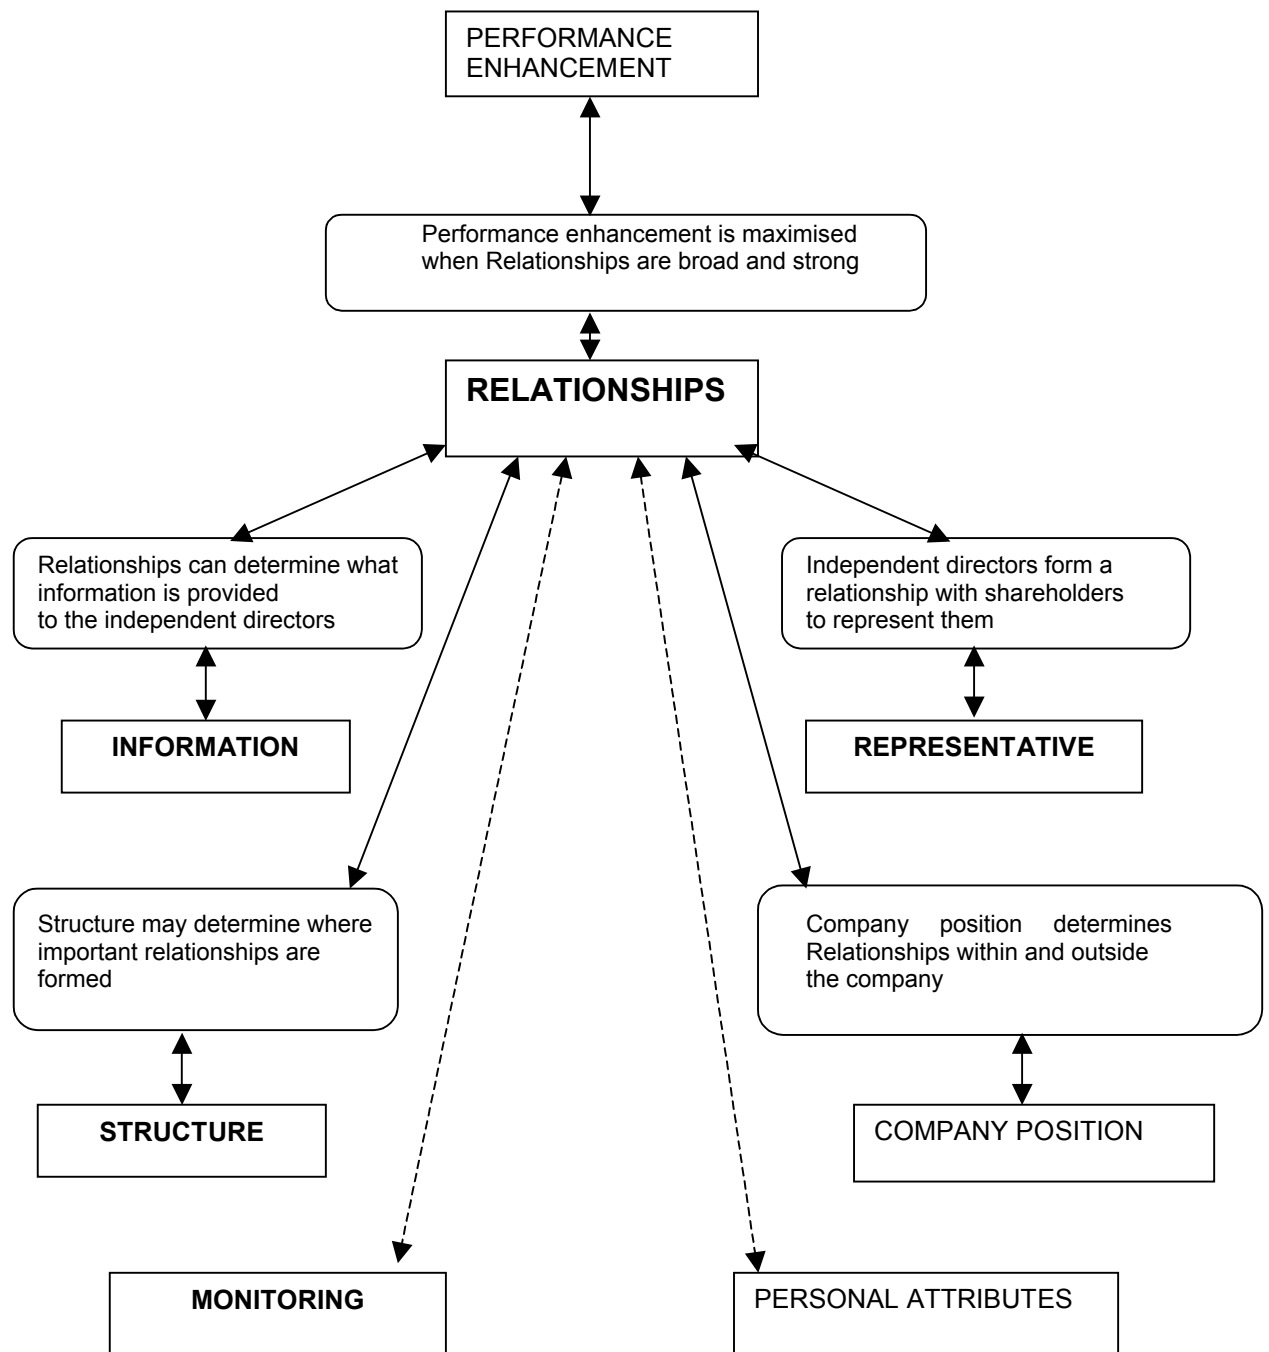 PERFORMANCE
ENHANCEMENT
Performance enhancement is maximised
when Relationships are broad and strong
RELATIONSHIPS
Relationships can determine what
information is provided
to the independent directors
Independent directors form a
relationship with shareholders
to represent them
INFORMATION
REPRESENTATIVE
Structure may determine where
important relationships are
formed
Company position determines
Relationships within and outside
the company
STRUCTURE
COMPANY POSITION
MONITORING
PERSONAL ATTRIBUTES